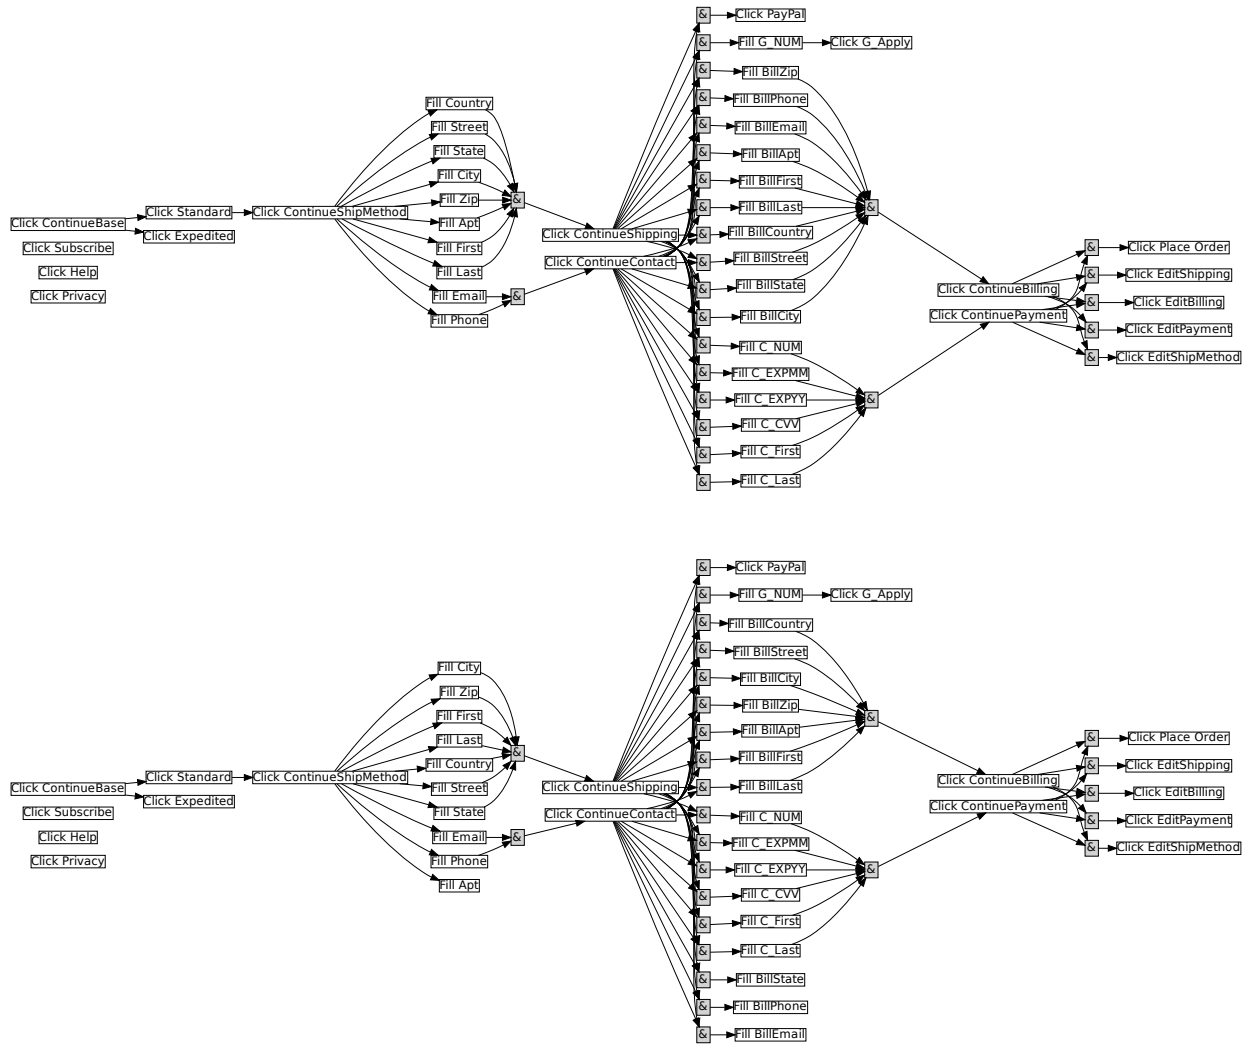 & Click PayPal
& Fill G_NUM Click G_Apply
& Fill BillZip
& Fill BillPhone
Fill Country
& Fill BillEmail
Fill Street
& Fill BillApt
Fill State
& Fill BillFirst
Fill City
Fill Zip &
& Fill BillLast &
Click Standard Click ContinueShipMethod
Click ContinueBase Fill Apt
Click Expedited Click ContinueShipping & Fill BillCountry
Click Subscribe Fill First & Click Place Order
Click ContinueContact & Fill BillStreet
Click Help Fill Last & Click EditShipping
& Fill BillState Click ContinueBilling
Click Privacy Fill Email & & Click EditBilling
Fill Phone & Fill BillCity Click ContinuePayment
& Click EditPayment
& Fill C_NUM
& Click EditShipMethod
& Fill C_EXPMM
& Fill C_EXPYY &
& Fill C_CVV
& Fill C_First
& Fill C_Last
& Click PayPal
& Fill G_NUM Click G_Apply
& Fill BillCountry
& Fill BillStreet
Fill City
& Fill BillCity
Fill Zip
& Fill BillZip
Fill First &
& Fill BillApt
Fill Last & Click Place Order
& Fill BillFirst
Fill Country & Click EditShipping
Click Standard Click ContinueShipMethod Click ContinueBilling
Click ContinueBase Fill Street Click ContinueShipping & Fill BillLast & Click EditBilling
Click Expedited Click ContinuePayment
Click Subscribe Fill State Click ContinueContact & Fill C_NUM & Click EditPayment
Click Help Fill Email & & Fill C_EXPMM & Click EditShipMethod
Click Privacy Fill Phone & Fill C_EXPYY &
Fill Apt
& Fill C_CVV
& Fill C_First
& Fill C_Last
& Fill BillState
& Fill BillPhone
& Fill BillEmail